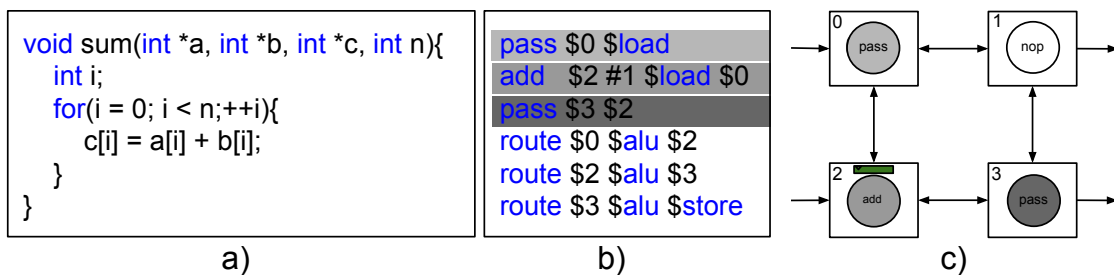 void sum(int *a, int *b, int *c, int n){
int i;
for(i = 0; i < n;++i){
c[i] = a[i] + b[i];
}
}
a)
pass $0 $load
add $2 #1 $load $0
pass $3 $2
route $0 $alu $2
route $2 $alu $3
route $3 $alu $store
b)
0
pass
1
nop
2
add
3
pass
c)